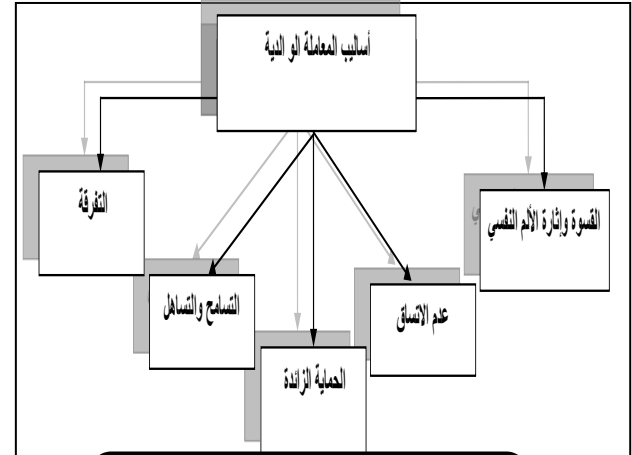 أساليب المعاملة الو الدية
القسوة وإثارة الألم النفسي
التفرقة
عدم الاتساق
التسامح والتساهل
الحماية الزائدة